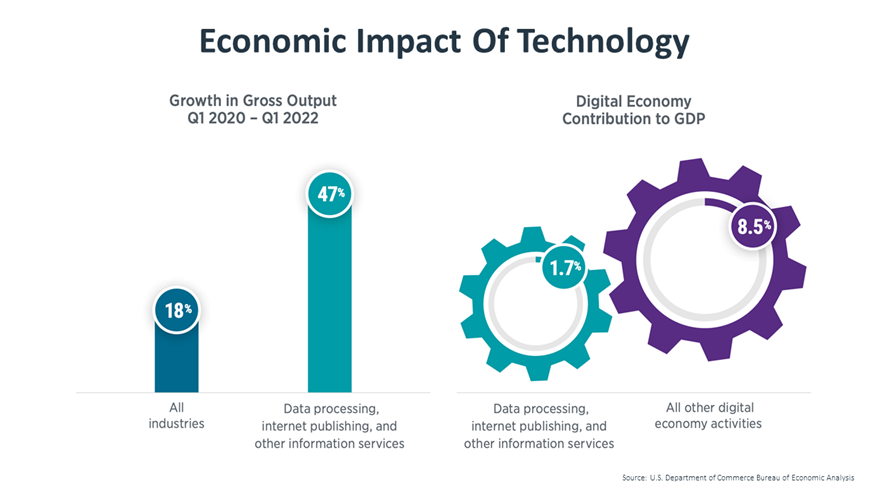 Economic Impact Of Technology
Growth in Gross Output
Q1 2020 – Q1 2022
18%
47%
All
industries
Data processing,
internet publishing, and
other information services
Digital Economy
Contribution to GDP
1.7%
8.5%
Data processing,
internet publishing, and
other information services
All other digital
economy activities
Source: U.S. Department of Commerce Bureau of Economic Analysis